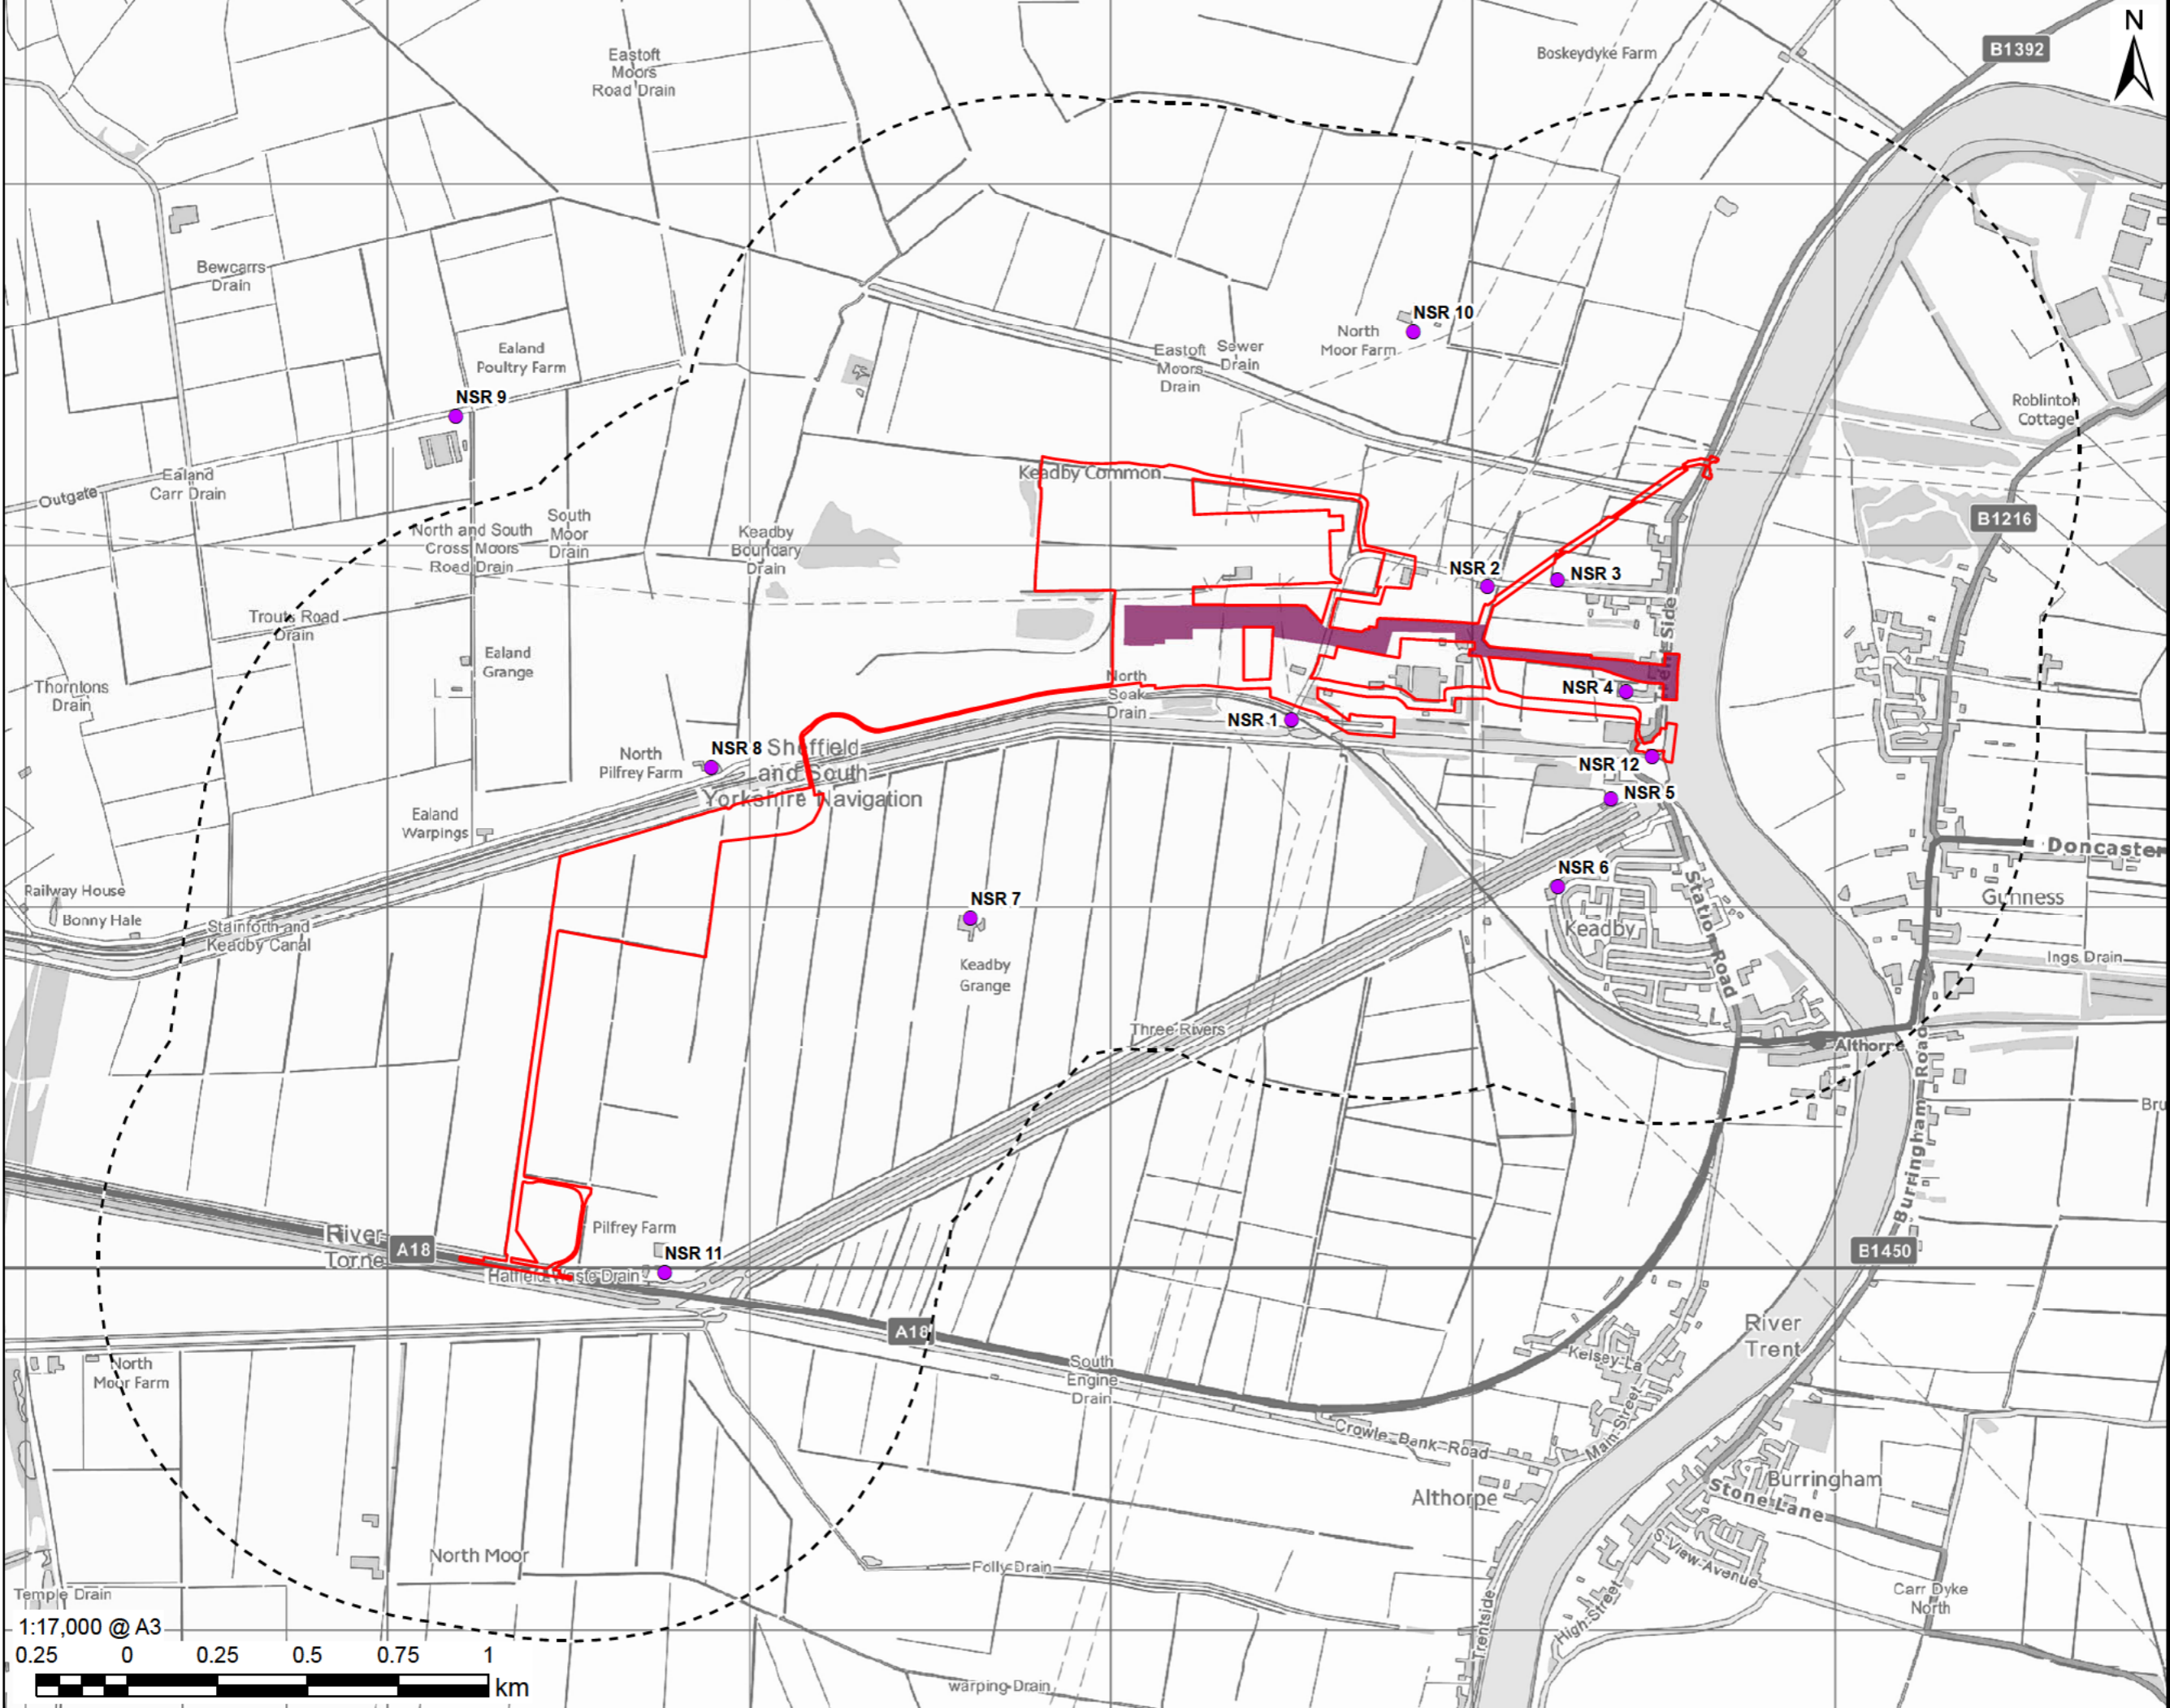 N
B1392
Boskeydyke Farm
Eastoft
Moors
Road Drain
Bewcarrs
Drain
NSR 10
North
Moor Farm
Eastoft
Moors
Drain
Sewer
Drain
Ealand
Poultry Farm
NSR 9
Roblinton
Cottage
Ealand
Carr Drain
Outgate
Keadby Common
B1216
North and South
Cross Moors
Road Drain
South
Moor
Drain
Keadby
Boundary
Drain
NSR 2
NSR 3
Trouts Road
Drain
Ealand
Grange
Thorntons
Drain
North
Soak
Drain
NSR 4
NSR 1
North
Pilfrey Farm
NSR 8
Sheffield
and South
Yorkshire Navigation
NSR 12
NSR 5
Ealand
Warpings
Doncaster
NSR 6
Railway House
Bonny Hale
NSR 7
Station Road
Gunness
Stainforth and
Keadby Canal
Keadby
Keadby
Grange
Ings Drain
Three Rivers
Althorpe
Burringham Road
Bru
River
Torne
A18
Pilfrey Farm
NSR 11
Hatfield Waste Drain
B1450
A18
River
Trent
North
Moor Farm
South
Engine
Drain
Kelsey La
Main Street
Crowle Bank Road
Althorpe
Burringham
Stone Lane
S View Avenue
North Moor
Folly Drain
Temple Drain
High Street
Carr Dyke
North
Trentside
warping Drain
1:17,000 @ A3
0.25 0 0.25 0.5 0.75 1
km